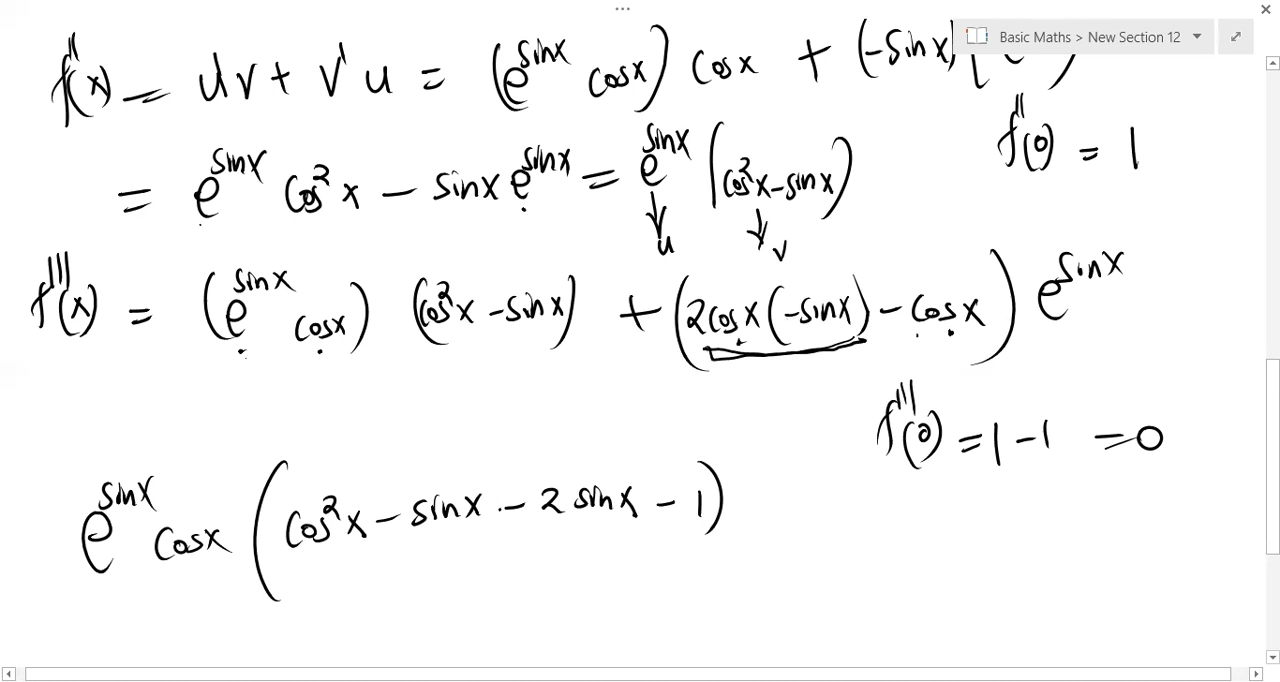 Basic Maths > New Section 12
f''(x) = u'v + v'u = (e^sinx cosx) cosx + (-sinx)
= e^sinx cos²x - sinx e^sinx = e^sinx (cos²x - sinx)
f''(0) = 1
u v
f'''(x) = (e^sinx cosx) (cos²x - sinx) + (2cosx(-sinx) - cosx) e^sinx
f'''(0) = 1 - 1 = 0
e^sinx cosx (cos²x - sinx - 2 sinx - 1)